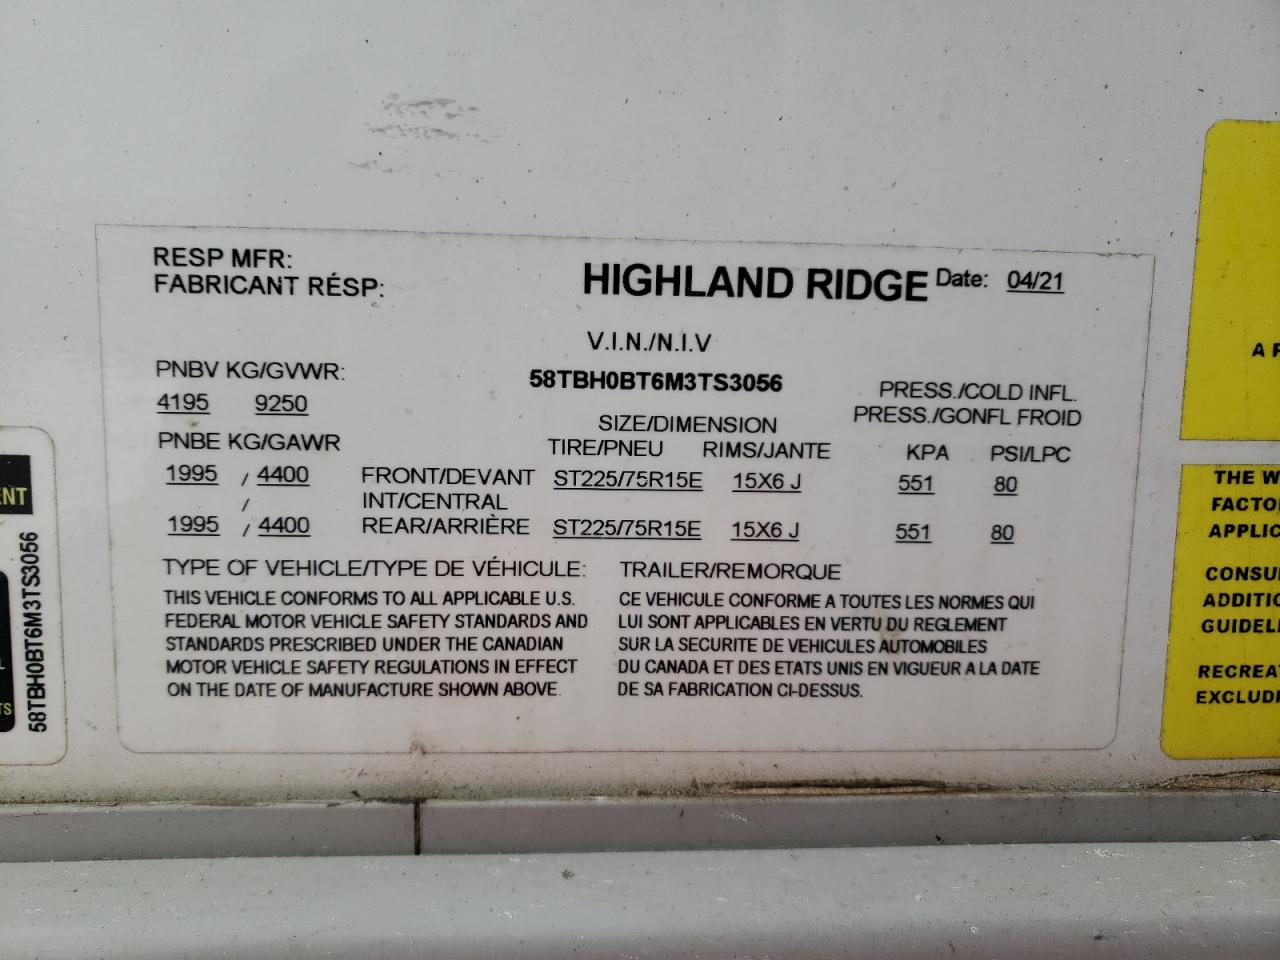 RESP MFR:
FABRICANT RÉSP:
HIGHLAND RIDGE Date: 04/21
V.I.N./N.I.V
58TBH0BT6M3TS3056
PNBV KG/GVWR:
4195 9250
PRESS./COLD INFL.
PRESS./GONFL FROID
SIZE/DIMENSION
PNBE KG/GAWR TIRE/PNEU RIMS/JANTE KPA PSI/LPC
1995 / 4400 FRONT/DEVANT ST225/75R15E 15X6 J 551 80
/ INT/CENTRAL
1995 / 4400 REAR/ARRIÈRE ST225/75R15E 15X6 J 551 80
TYPE OF VEHICLE/TYPE DE VÉHICULE: TRAILER/REMORQUE
THIS VEHICLE CONFORMS TO ALL APPLICABLE U.S.
FEDERAL MOTOR VEHICLE SAFETY STANDARDS AND
STANDARDS PRESCRIBED UNDER THE CANADIAN
MOTOR VEHICLE SAFETY REGULATIONS IN EFFECT
ON THE DATE OF MANUFACTURE SHOWN ABOVE.
CE VEHICULE CONFORME A TOUTES LES NORMES QUI
LUI SONT APPLICABLES EN VERTU DU REGLEMENT
SUR LA SECURITE DE VEHICULES AUTOMOBILES
DU CANADA ET DES ETATS UNIS EN VIGUEUR A LA DATE
DE SA FABRICATION CI-DESSUS.
58TBH0BT6M3TS3056
A
THE